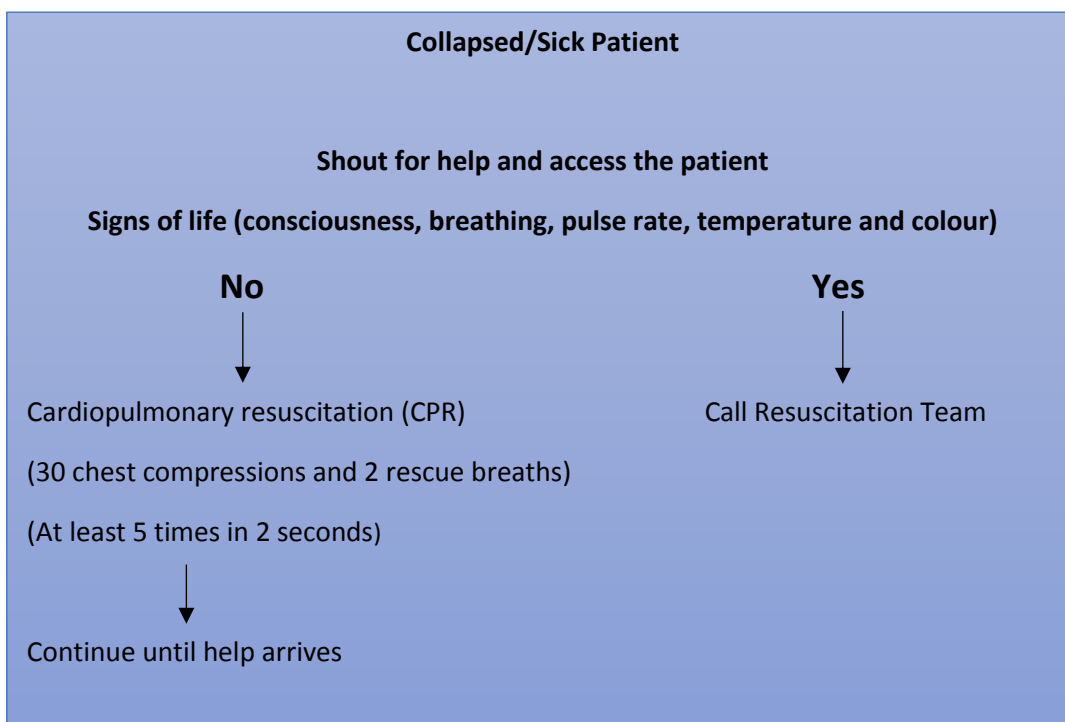 Collapsed/Sick Patient
Shout for help and access the patient
Signs of life (consciousness, breathing, pulse rate, temperature and colour)
No Yes
Cardiopulmonary resuscitation (CPR) Call Resuscitation Team
(30 chest compressions and 2 rescue breaths)
(At least 5 times in 2 seconds)
Continue until help arrives